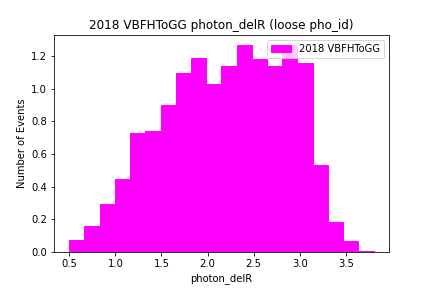 2018 VBFHToGG photon_delR (loose pho_id)
2018 VBFHToGG
Number of Events
1.2
1.0
0.8
0.6
0.4
0.2
0.0
0.5 1.0 1.5 2.0 2.5 3.0 3.5
photon_delR